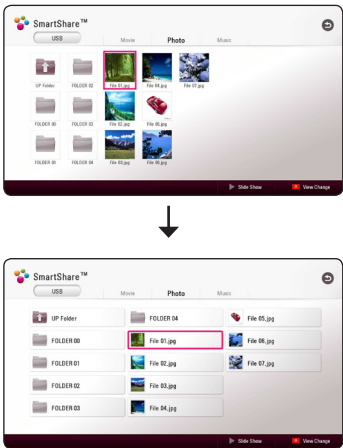 SmartShare™
USB
Movie Photo Music
UP Folder FOLDER 02 File 01.jpg File 04.jpg File 07.jpg
FOLDER 00 FOLDER 03 File 02.jpg File 05.jpg
FOLDER 01 FOLDER 04 File 03.jpg File 06.jpg
Slide Show View Change
SmartShare™
USB
Movie Photo Music
UP Folder FOLDER 04 File 05.jpg
FOLDER 00 File 01.jpg File 06.jpg
FOLDER 01 File 02.jpg File 07.jpg
FOLDER 02 File 03.jpg
FOLDER 03 File 04.jpg
Slide Show View Change